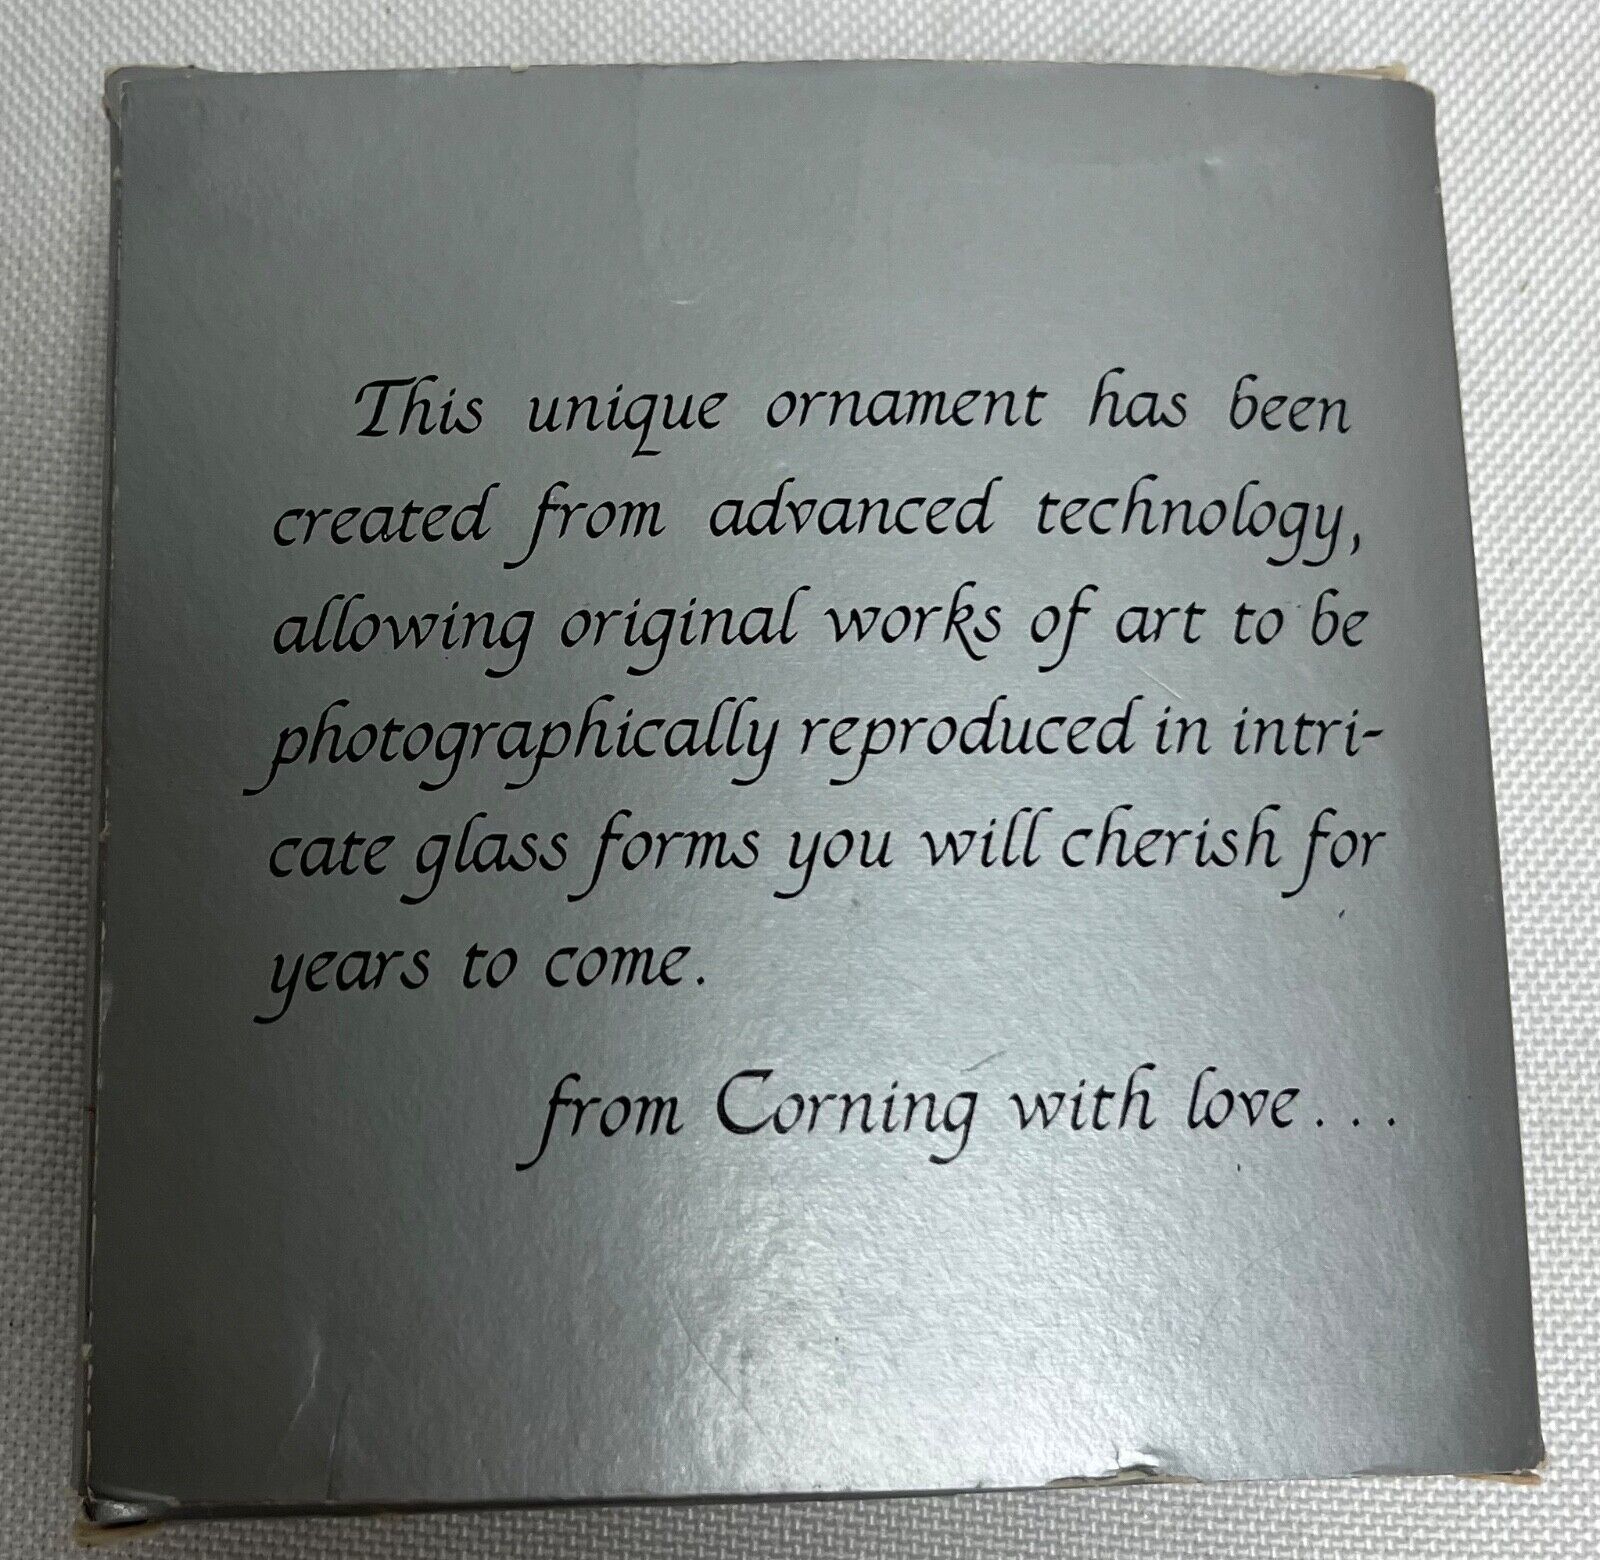 This unique ornament has been
created from advanced technology,
allowing original works of art to be
photographically reproduced in intri-
cate glass forms you will cherish for
years to come.
from Corning with love...